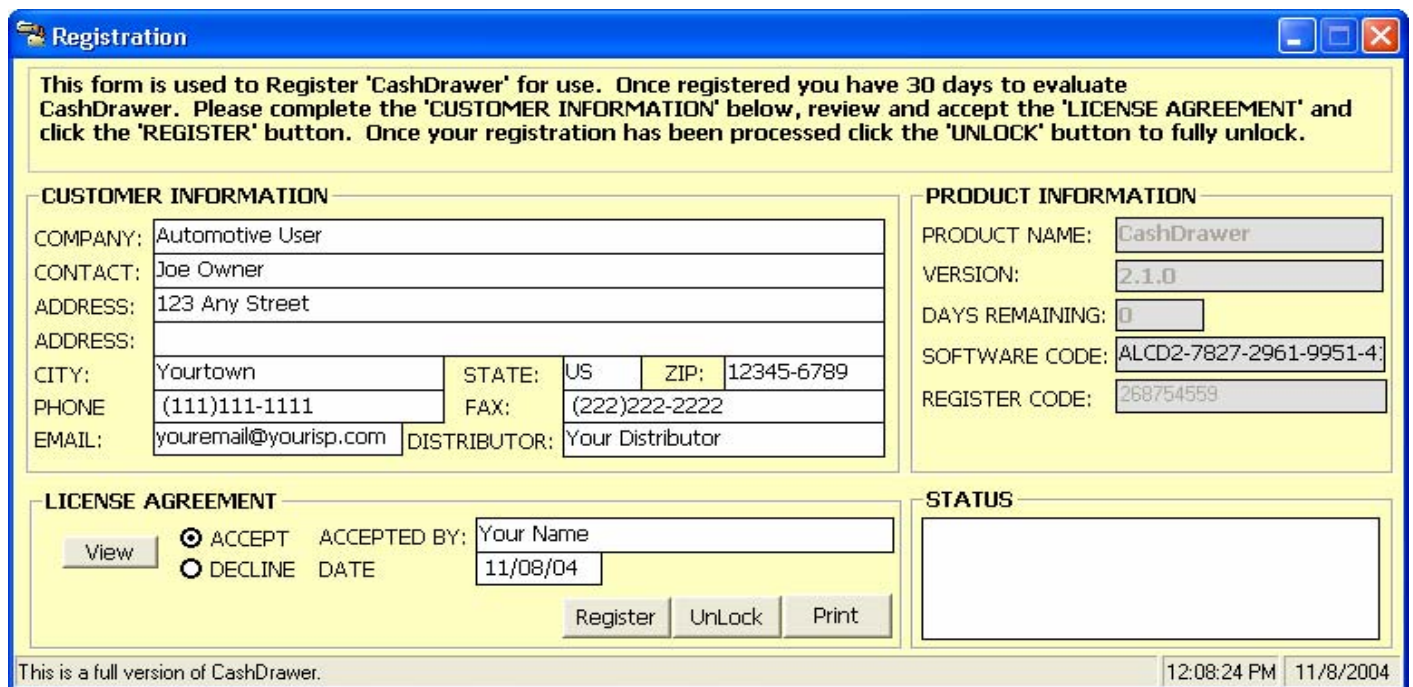 Registration
This form is used to Register 'CashDrawer' for use. Once registered you have 30 days to evaluate
CashDrawer. Please complete the 'CUSTOMER INFORMATION' below, review and accept the 'LICENSE AGREEMENT' and
click the 'REGISTER' button. Once your registration has been processed click the 'UNLOCK' button to fully unlock.
CUSTOMER INFORMATION
COMPANY: Automotive User
CONTACT: Joe Owner
ADDRESS: 123 Any Street
ADDRESS:
CITY: Yourtown STATE: US ZIP: 12345-6789
PHONE (111)111-1111 FAX: (222)222-2222
EMAIL: youremail@yourisp.com DISTRIBUTOR: Your Distributor
PRODUCT INFORMATION
PRODUCT NAME: CashDrawer
VERSION: 2.1.0
DAYS REMAINING: 0
SOFTWARE CODE: ALCD2-7827-2961-9951-4
REGISTER CODE: 268754559
LICENSE AGREEMENT
View ACCEPT ACCEPTED BY: Your Name
DECLINE DATE 11/08/04
Register UnLock Print
STATUS
This is a full version of CashDrawer. 12:08:24 PM 11/8/2004